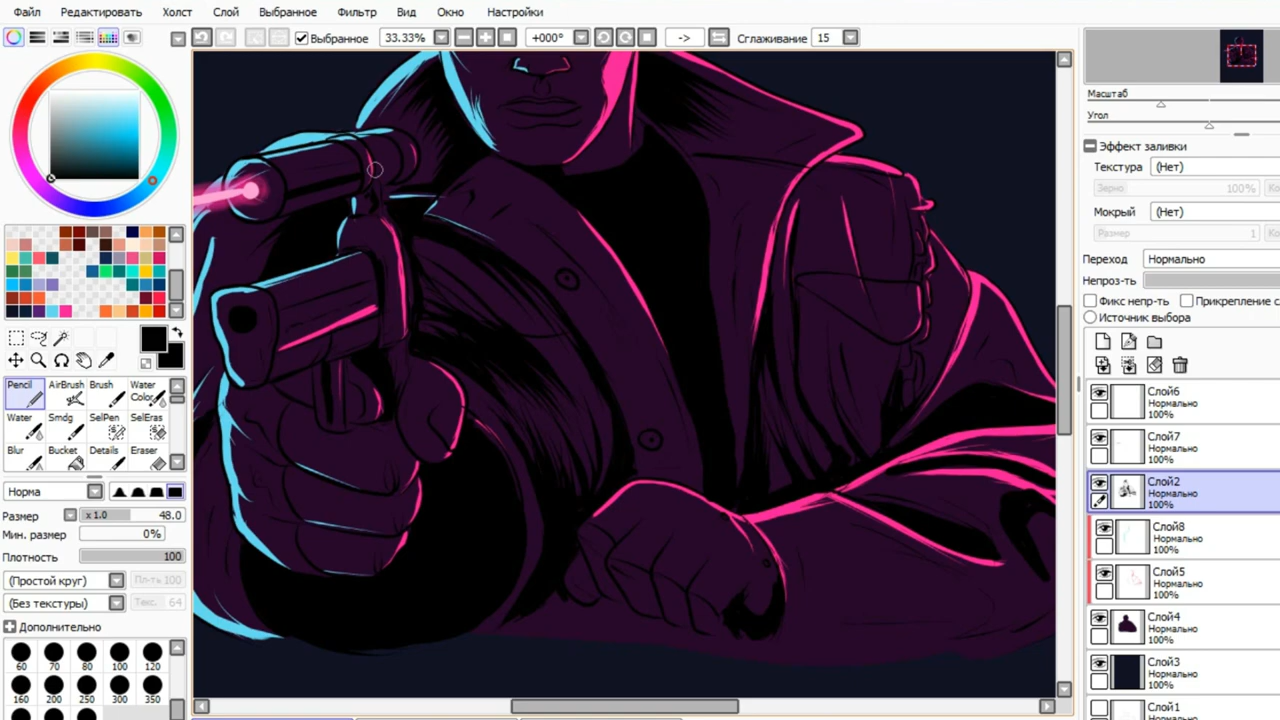 Файл Редактировать Холст Слой Выбранное Фильтр Вид Окно Настройки
Выбранное 33.33% +000° -> Сглаживание 15
Масштаб
Угол
Эффект заливки
Текстура (Нет)
Зерно 100%
Мокрый (Нет)
Размер 1
Переход Нормально
Непроз-ть
Фикс непр-ть Прикрепление с
Источник выбора
Слой6
Нормально
100%
Слой7
Нормально
100%
Слой2
Нормально
100%
Слой8
Нормально
100%
Слой5
Нормально
100%
Слой4
Нормально
100%
Слой3
Нормально
100%
Слой1
Pencil AirBrush Brush Water Color
Water Smdg SelPen SelEras
Blur Bucket Details Eraser
Норма
Размер x 1.0 48.0
Мин. размер 0%
Плотность 100
(Простой круг) Пл-ть 100
(Без текстуры) Текс. 64
Дополнительно
60 70 80 100 120
160 200 250 300 350